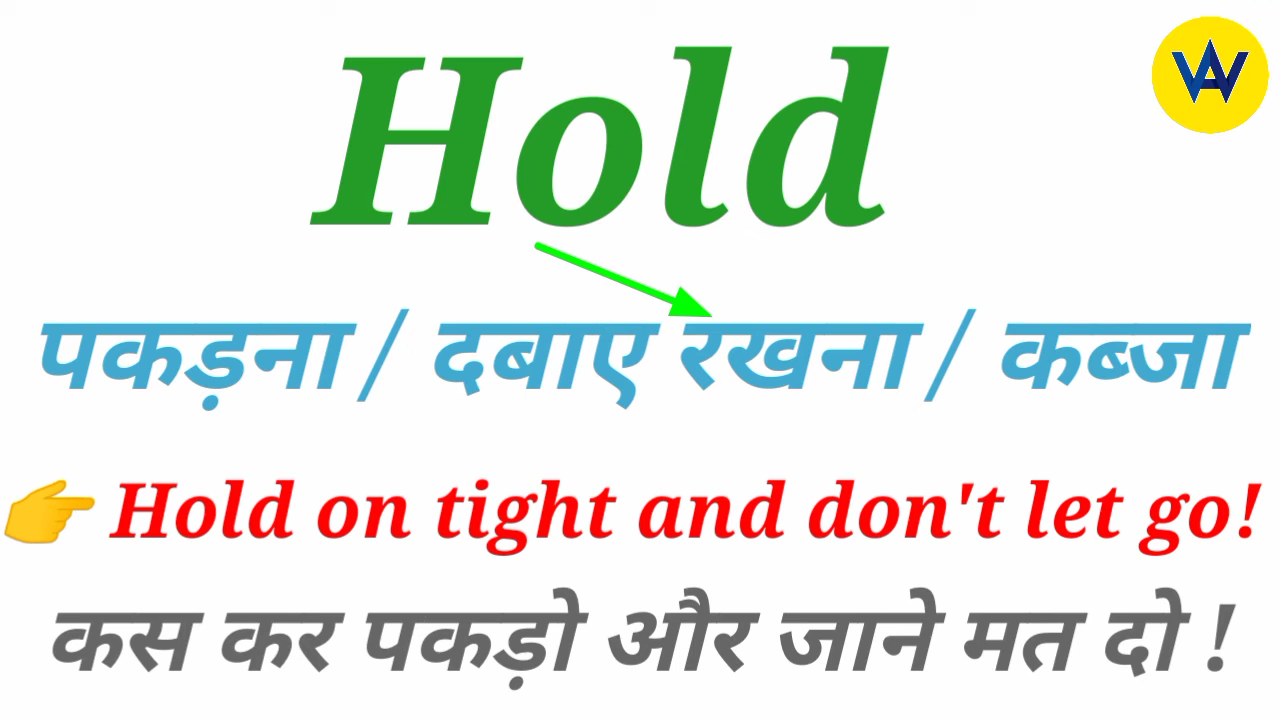 Hold
पकड़ना / दबाए रखना / कब्जा
👉 Hold on tight and don't let go!
कस कर पकड़ो और जाने मत दो !